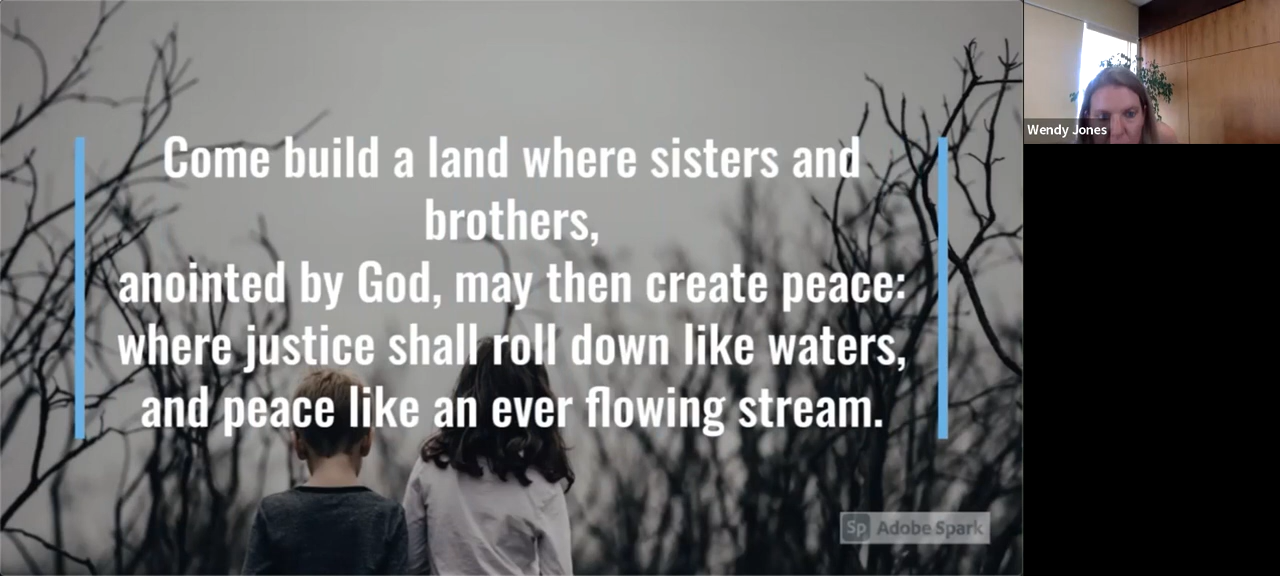 Come build a land where sisters and
brothers,
anointed by God, may then create peace:
where justice shall roll down like waters,
and peace like an ever flowing stream.
Sp Adobe Spark
Wendy Jones